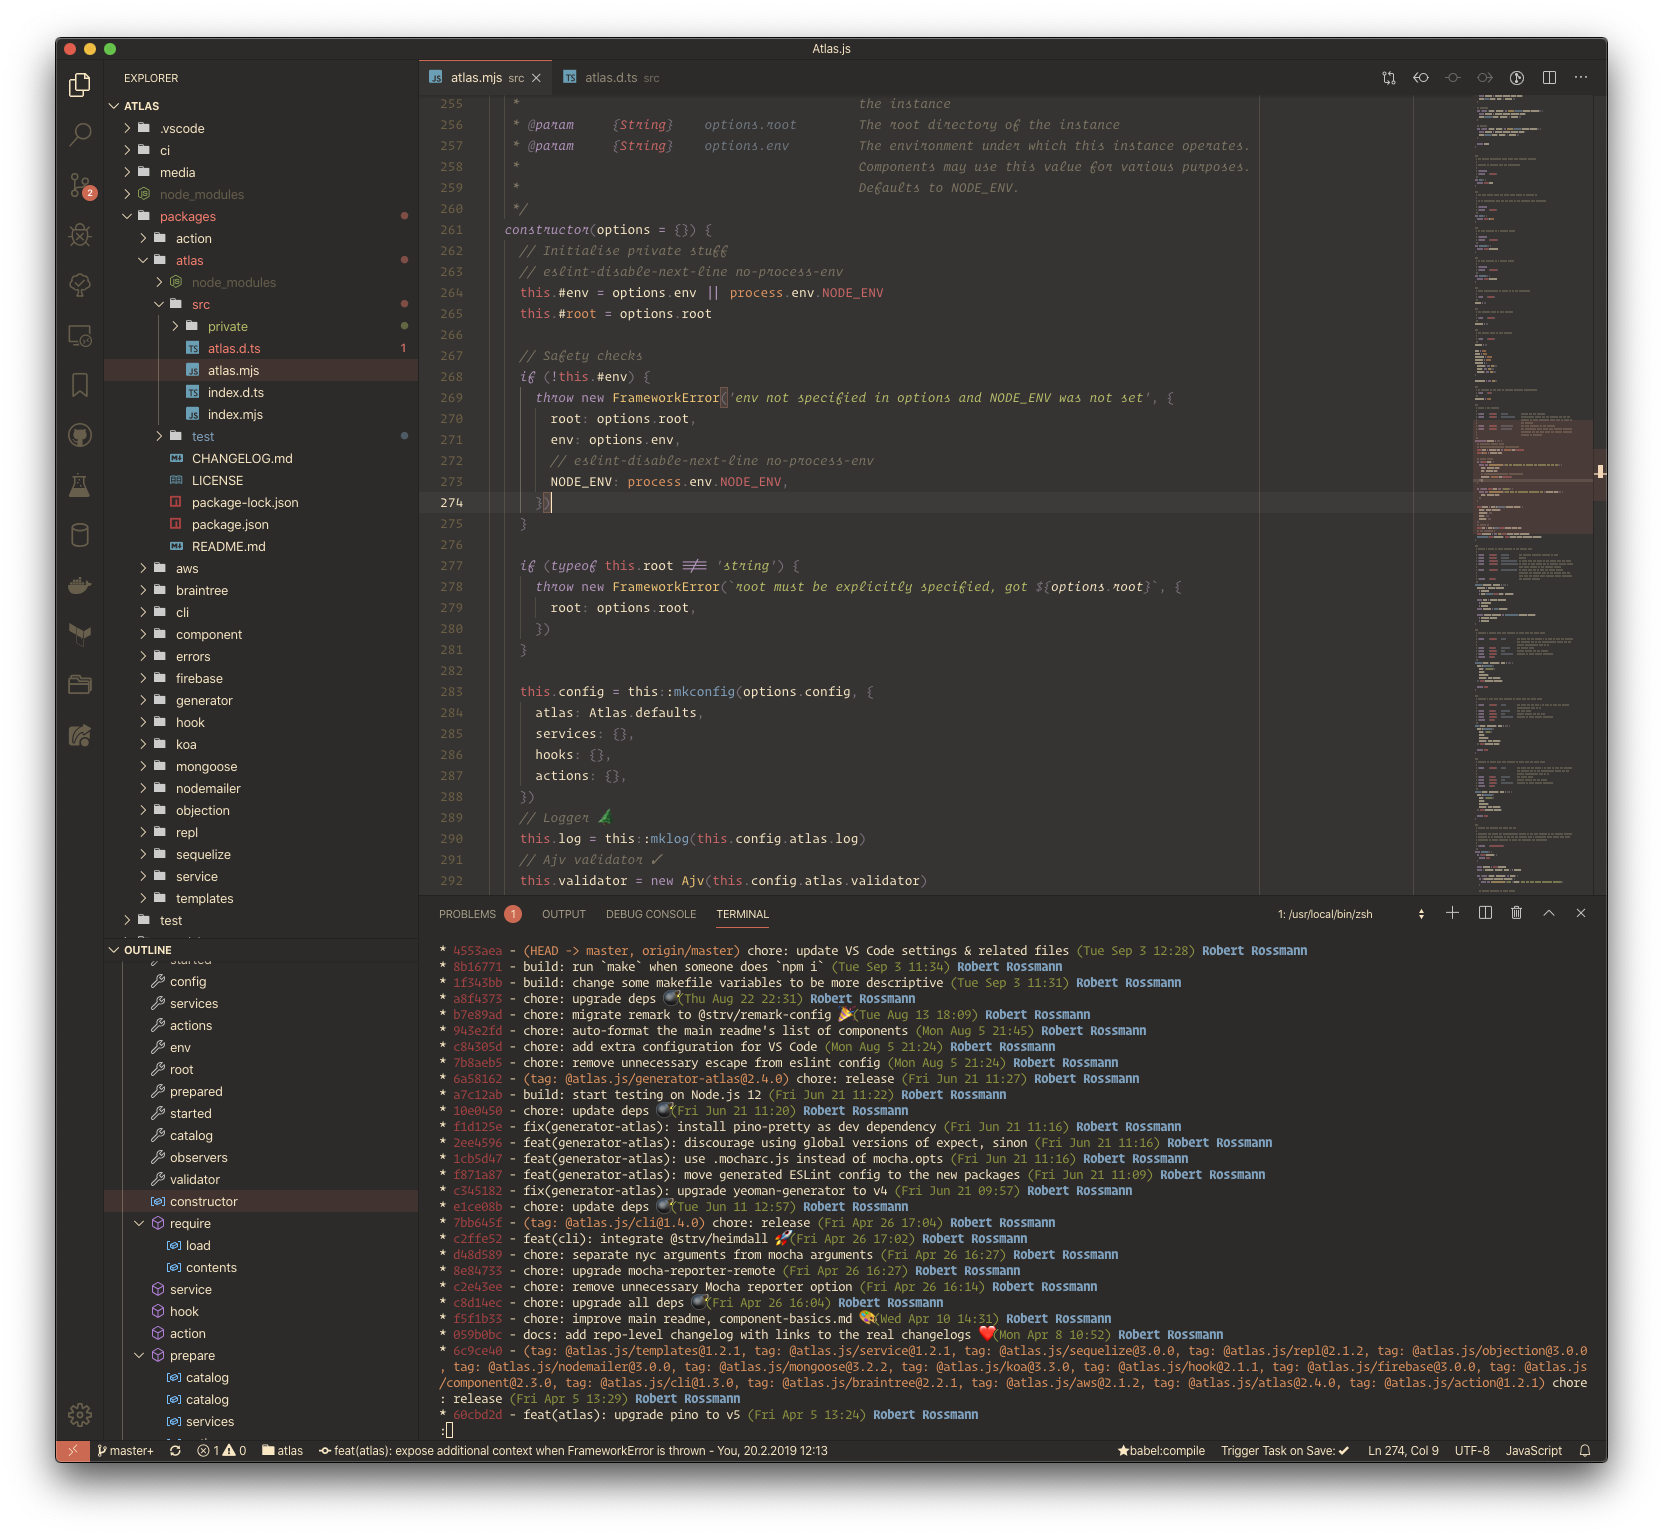 Atlas.js
EXPLORER
ATLAS
.vscode
ci
media
node_modules
packages
action
atlas
node_modules
src
private
atlas.d.ts 1
atlas.mjs
index.d.ts
index.mjs
test
CHANGELOG.md
LICENSE
package-lock.json
package.json
README.md
aws
braintree
cli
component
errors
firebase
generator
hook
koa
mongoose
nodemailer
objection
repl
sequelize
service
templates
test
OUTLINE
started
config
services
actions
env
root
prepared
started
catalog
observers
validator
constructor
require
load
contents
service
hook
action
prepare
catalog
catalog
services
2
atlas.mjs src
atlas.d.ts src
255 * the instance
256 * @param {String} options.root The root directory of the instance
257 * @param {String} options.env The environment under which this instance operates.
258 * Components may use this value for various purposes.
259 * Defaults to NODE_ENV.
260 */
261 constructor(options = {}) {
262 // Initialise private stuff
263 // eslint-disable-next-line no-process-env
264 this.#env = options.env || process.env.NODE_ENV
265 this.#root = options.root
266
267 // Safety checks
268 if (!this.#env) {
269 throw new FrameworkError('env not specified in options and NODE_ENV was not set', {
270 root: options.root,
271 env: options.env,
272 // eslint-disable-next-line no-process-env
273 NODE_ENV: process.env.NODE_ENV,
274 })
275 }
276
277 if (typeof this.root !== 'string') {
278 throw new FrameworkError(`root must be explicitly specified, got ${options.root}`, {
279 root: options.root,
280 })
281 }
282
283 this.config = this::mkconfig(options.config, {
284 atlas: Atlas.defaults,
285 services: {},
286 hooks: {},
287 actions: {},
288 })
289 // Logger 🌲
290 this.log = this::mklog(this.config.atlas.log)
291 // Ajv validator ✓
292 this.validator = new Ajv(this.config.atlas.validator)
PROBLEMS 1 OUTPUT DEBUG CONSOLE TERMINAL 1: /usr/local/bin/zsh
* 4553aea - (HEAD -> master, origin/master) chore: update VS Code settings & related files (Tue Sep 3 12:28) Robert Rossmann
* 8b16771 - build: run `make` when someone does `npm i` (Tue Sep 3 11:34) Robert Rossmann
* 1f343bb - build: change some makefile variables to be more descriptive (Tue Sep 3 11:31) Robert Rossmann
* a8f4373 - chore: upgrade deps 💣(Thu Aug 22 22:31) Robert Rossmann
* b7e89ad - chore: migrate remark to @strv/remark-config 🎉(Tue Aug 13 18:09) Robert Rossmann
* 943e2fd - chore: auto-format the main readme's list of components (Mon Aug 5 21:45) Robert Rossmann
* c84305d - chore: add extra configuration for VS Code (Mon Aug 5 21:24) Robert Rossmann
* 7b8aeb5 - chore: remove unnecessary escape from eslint config (Mon Aug 5 21:24) Robert Rossmann
* 6a58162 - (tag: @atlas.js/generator-atlas@2.4.0) chore: release (Fri Jun 21 11:27) Robert Rossmann
* a7c12ab - build: start testing on Node.js 12 (Fri Jun 21 11:22) Robert Rossmann
* 10e0450 - chore: update deps 💣(Fri Jun 21 11:20) Robert Rossmann
* f1d125e - fix(generator-atlas): install pino-pretty as dev dependency (Fri Jun 21 11:16) Robert Rossmann
* 2ee4596 - feat(generator-atlas): discourage using global versions of expect, sinon (Fri Jun 21 11:16) Robert Rossmann
* 1cb5d47 - feat(generator-atlas): use .mocharc.js instead of mocha.opts (Fri Jun 21 11:16) Robert Rossmann
* f871a87 - feat(generator-atlas): move generated ESLint config to the new packages (Fri Jun 21 11:09) Robert Rossmann
* c345182 - fix(generator-atlas): upgrade yeoman-generator to v4 (Fri Jun 21 09:57) Robert Rossmann
* e1ce08b - chore: update deps 💣(Tue Jun 11 12:57) Robert Rossmann
* 7bb645f - (tag: @atlas.js/cli@1.4.0) chore: release (Fri Apr 26 17:04) Robert Rossmann
* c2ffe52 - feat(cli): integrate @strv/heimdall 🚀(Fri Apr 26 17:02) Robert Rossmann
* d48d589 - chore: separate nyc arguments from mocha arguments (Fri Apr 26 16:27) Robert Rossmann
* 8e84733 - chore: upgrade mocha-reporter-remote (Fri Apr 26 16:27) Robert Rossmann
* c2e43ee - chore: remove unnecessary Mocha reporter option (Fri Apr 26 16:14) Robert Rossmann
* c8d14ec - chore: upgrade all deps 💣(Fri Apr 26 16:04) Robert Rossmann
* f5f1b33 - chore: improve main readme, component-basics.md 🎨(Wed Apr 10 14:31) Robert Rossmann
* 059b0bc - docs: add repo-level changelog with links to the real changelogs ❤️(Mon Apr 8 10:52) Robert Rossmann
* 6c9ce40 - (tag: @atlas.js/templates@1.2.1, tag: @atlas.js/service@1.2.1, tag: @atlas.js/sequelize@3.0.0, tag: @atlas.js/repl@2.1.2, tag: @atlas.js/objection@3.0.0
, tag: @atlas.js/nodemailer@3.0.0, tag: @atlas.js/mongoose@3.2.2, tag: @atlas.js/koa@3.3.0, tag: @atlas.js/hook@2.1.1, tag: @atlas.js/firebase@3.0.0, tag: @atlas.js
/component@2.3.0, tag: @atlas.js/cli@1.3.0, tag: @atlas.js/braintree@2.2.1, tag: @atlas.js/aws@2.1.2, tag: @atlas.js/atlas@2.4.0, tag: @atlas.js/action@1.2.1) chore
: release (Fri Apr 5 13:29) Robert Rossmann
* 60cbd2d - feat(atlas): upgrade pino to v5 (Fri Apr 5 13:24) Robert Rossmann
:
master+ 1 0 atlas feat(atlas): expose additional context when FrameworkError is thrown - You, 20.2.2019 12:13 ★babel:compile Trigger Task on Save: ✔ Ln 274, Col 9 UTF-8 JavaScript